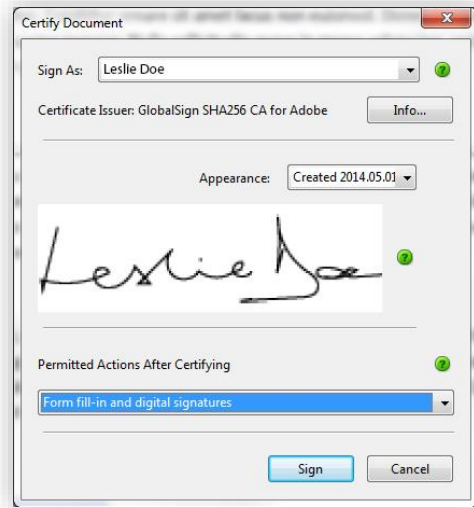 Certify Document
Sign As: Leslie Doe
Certificate Issuer: GlobalSign SHA256 CA for Adobe Info...
Appearance: Created 2014.05.01
Leslie Doe
Permitted Actions After Certifying
Form fill-in and digital signatures
Sign Cancel